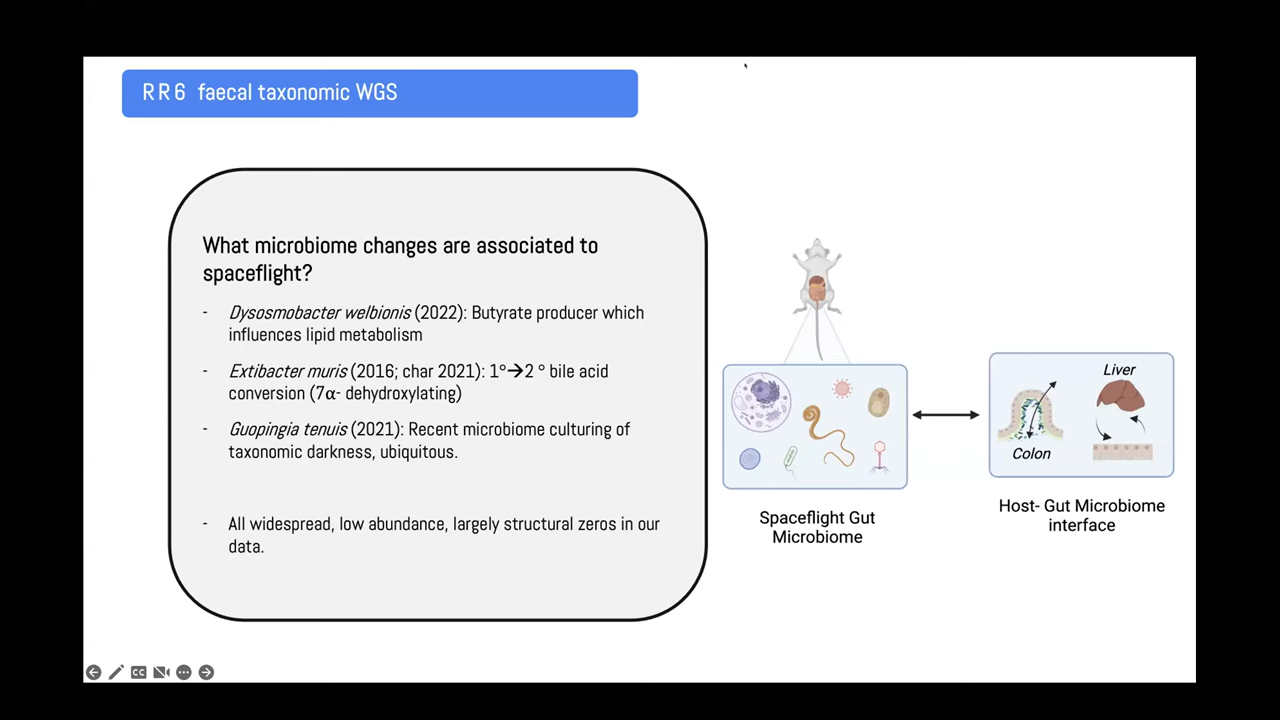 RR6 faecal taxonomic WGS
What microbiome changes are associated to
spaceflight?
- Dysosmobacter welbionis (2022): Butyrate producer which
influences lipid metabolism
- Extibacter muris (2016; char 2021): 1°→2 ° bile acid
conversion (7α- dehydroxylating)
- Guopingia tenuis (2021): Recent microbiome culturing of
taxonomic darkness, ubiquitous.
- All widespread, low abundance, largely structural zeros in our
data.
Liver
Colon
Spaceflight Gut
Microbiome
Host- Gut Microbiome
interface
CC